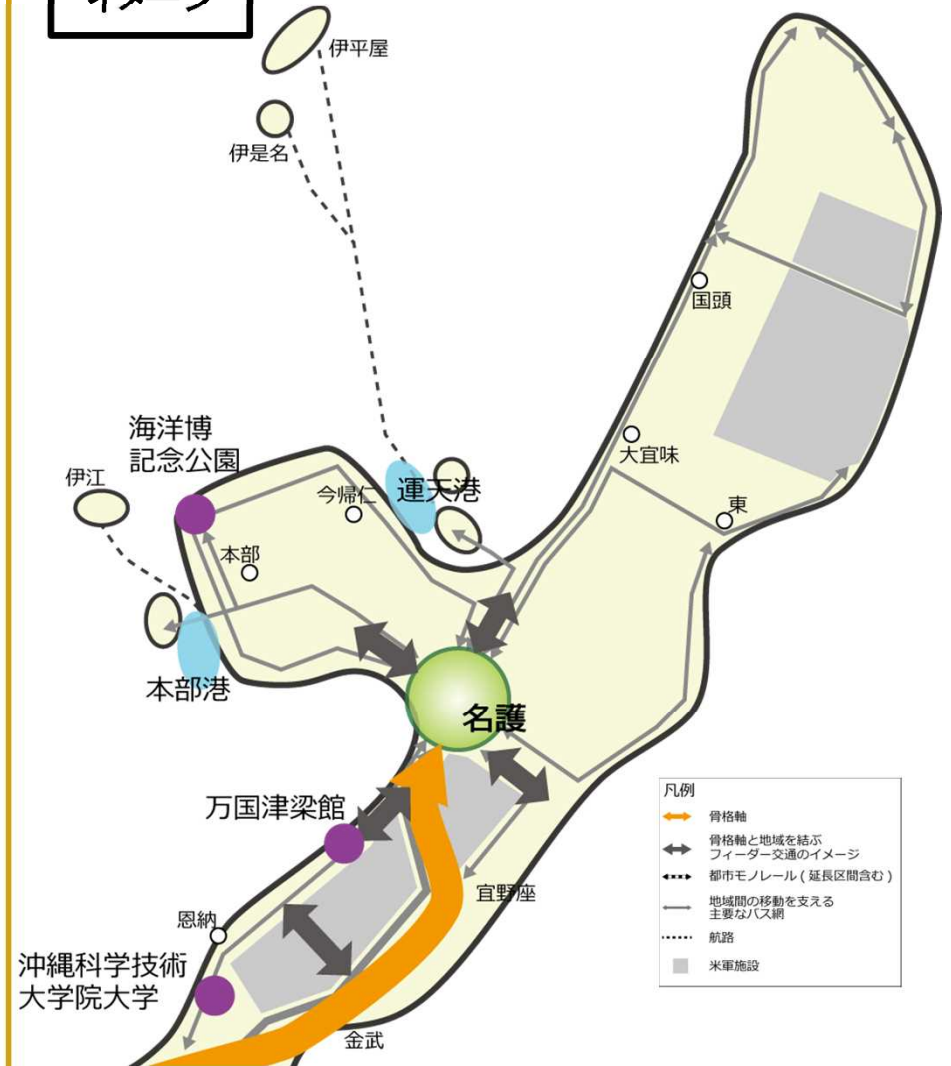 イメージ
伊平屋
伊是名
国頭
大宜味
東
海洋博
記念公園
伊江
今帰仁
運天港
本部
本部港
名護
万国津梁館
恩納
宜野座
沖縄科学技術
大学院大学
金武
凡例
骨格軸
骨格軸と地域を結ぶ
フィーダー交通のイメージ
都市モノレール ( 延長区間含む )
地域間の移動を支える
主要なバス網
航路
米軍施設